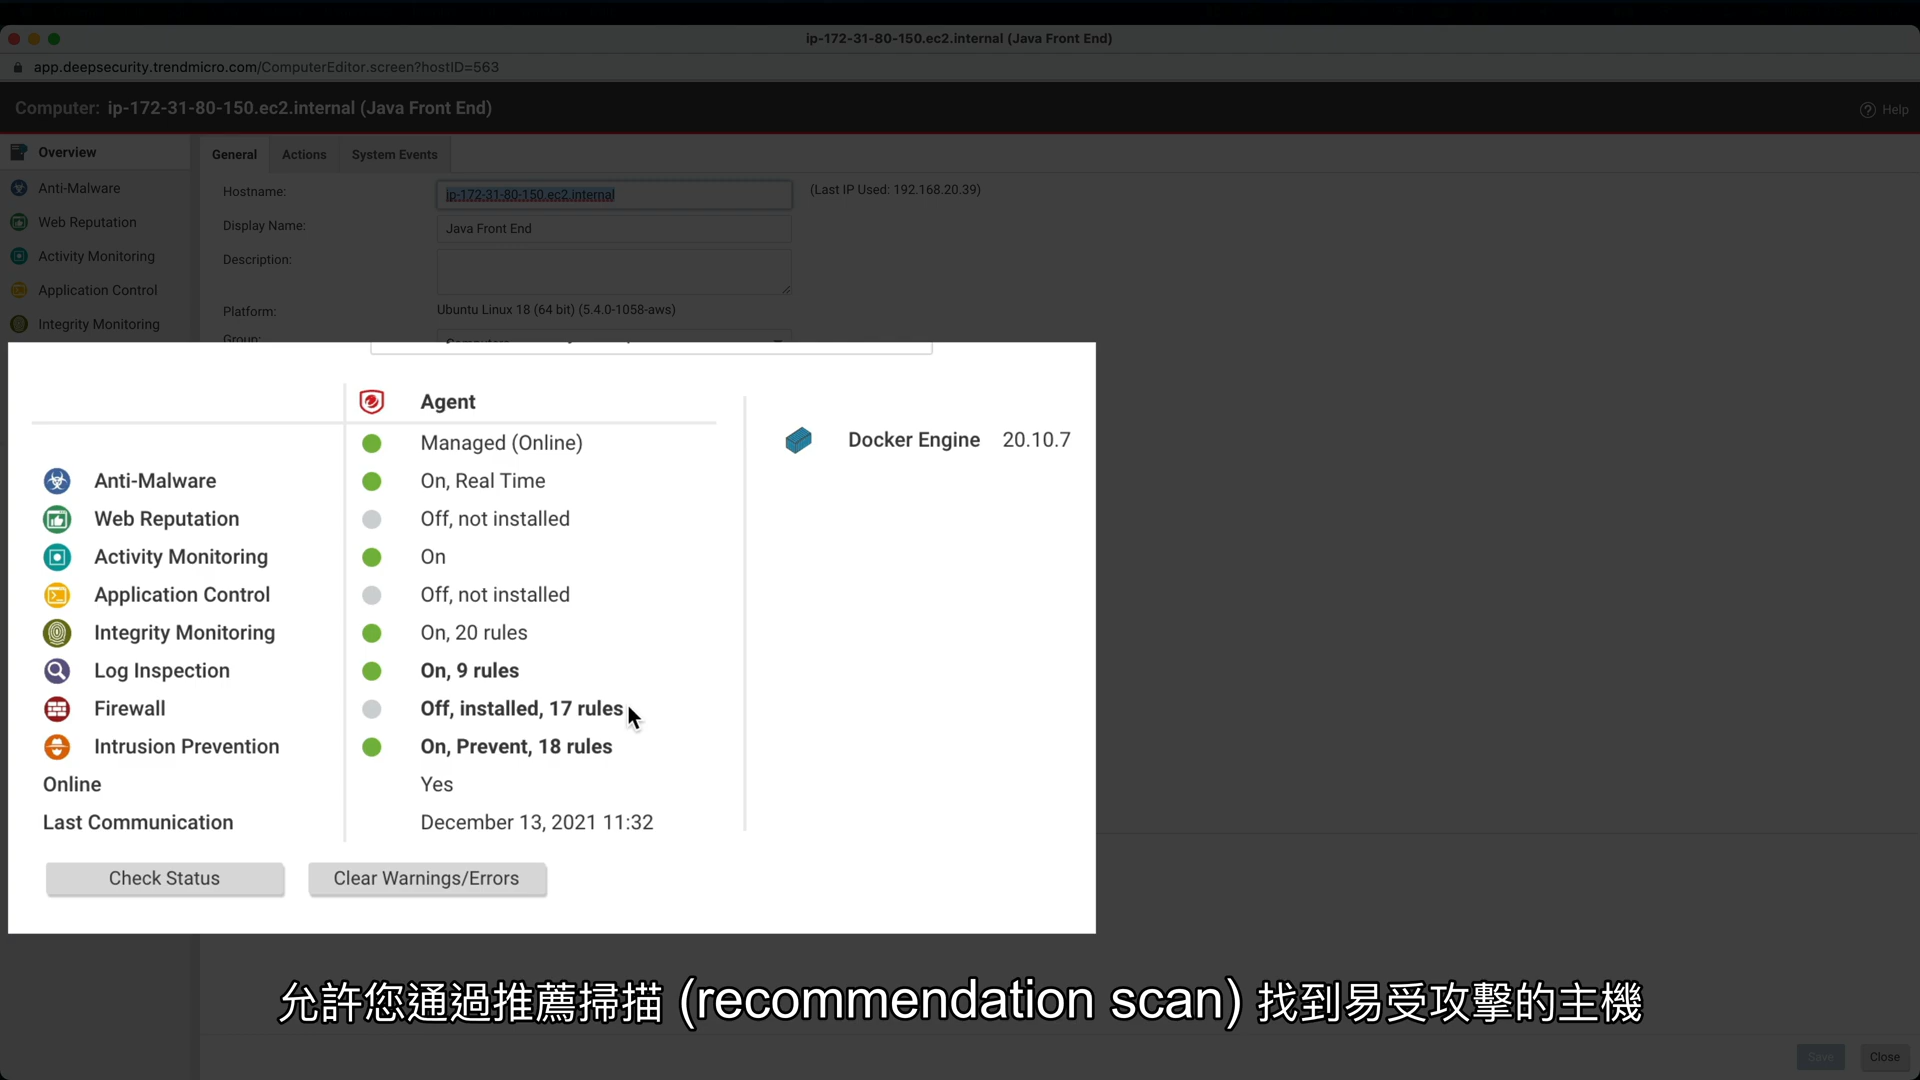 ip-172-31-80-150.ec2.internal (Java Front End)
app.deepsecurity.trendmicro.com/ComputerEditor.screen?hostID=563
Computer: ip-172-31-80-150.ec2.internal (Java Front End)
Help
Overview
General Actions System Events
Anti-Malware
Web Reputation
Activity Monitoring
Application Control
Integrity Monitoring
Hostname: ip-172-31-80-150.ec2.internal (Last IP Used: 192.168.20.39)
Display Name: Java Front End
Description:
Platform: Ubuntu Linux 18 (64 bit) (5.4.0-1058-aws)
Group:
Agent
Managed (Online)
Docker Engine 20.10.7
Anti-Malware On, Real Time
Web Reputation Off, not installed
Activity Monitoring On
Application Control Off, not installed
Integrity Monitoring On, 20 rules
Log Inspection On, 9 rules
Firewall Off, installed, 17 rules
Intrusion Prevention On, Prevent, 18 rules
Online Yes
Last Communication December 13, 2021 11:32
Check Status Clear Warnings/Errors
允許您通過推薦掃描 (recommendation scan) 找到易受攻擊的主機
Save Close